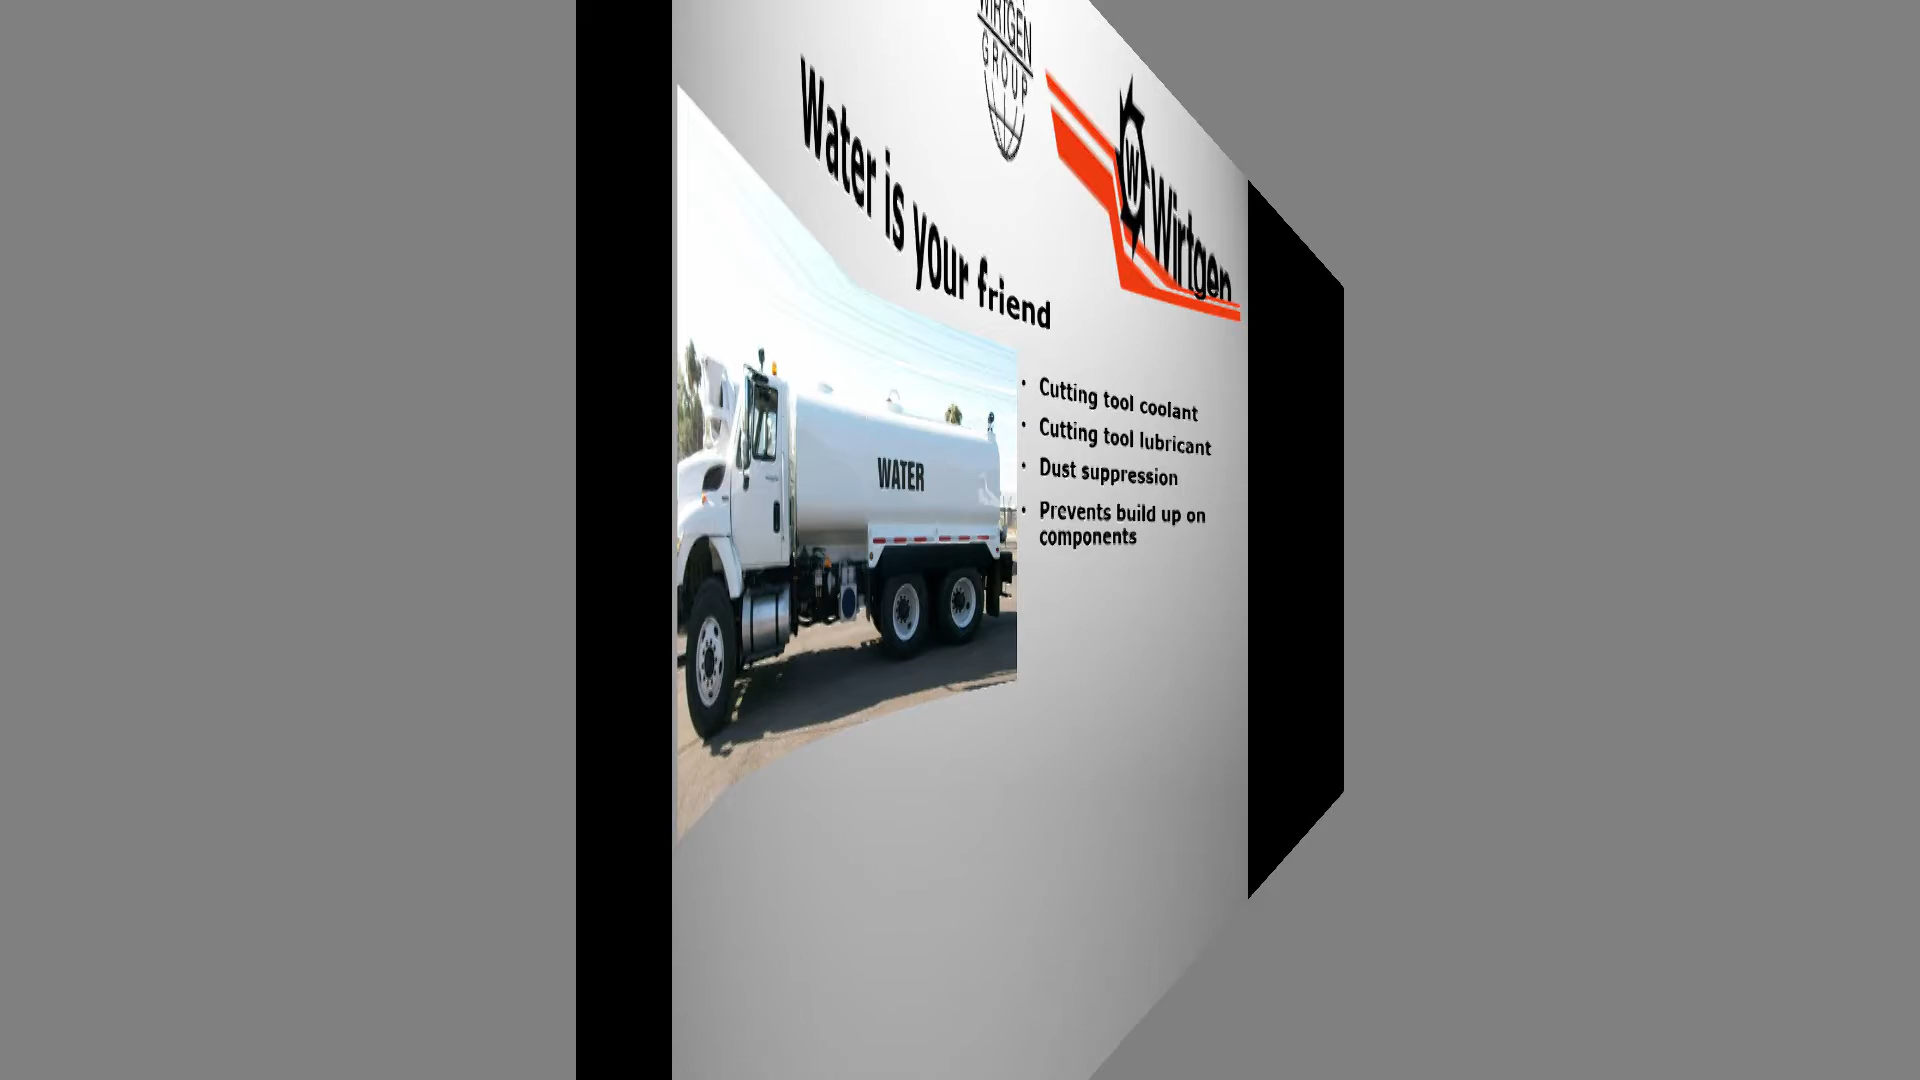 WIRTGEN
GROUP
W Wirtgen
Water is your friend
WATER
• Cutting tool coolant
• Cutting tool lubricant
• Dust suppression
• Prevents build up on
components